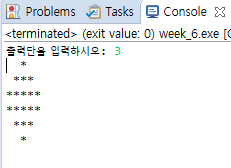 Problems Tasks Console
<terminated> (exit value: 0) week_6.exe [C
출력단을 입력하시오: 3
  *
 ***
*****
*****
 ***
  *